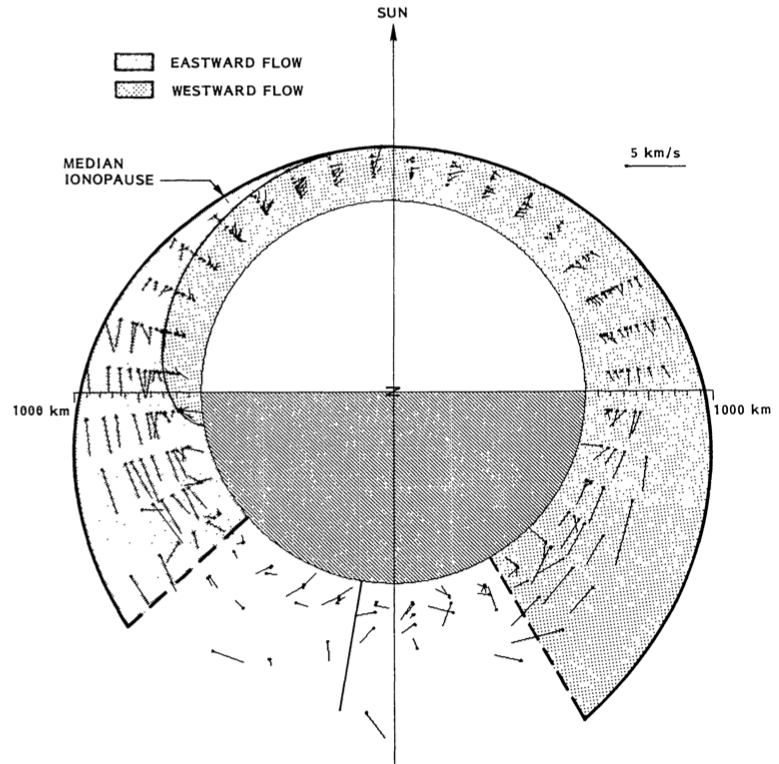 SUN
EASTWARD FLOW
WESTWARD FLOW
5 km/s
MEDIAN
IONOPAUSE
N
1000 km
1000 km